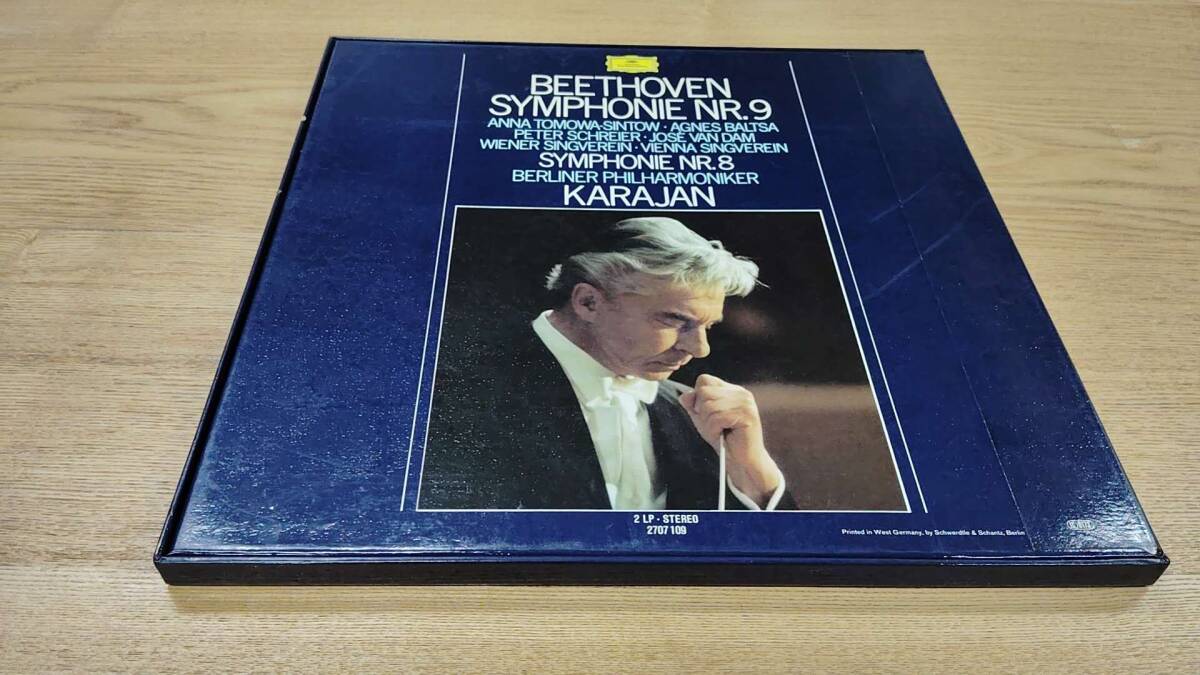 BEETHOVEN
SYMPHONIE NR. 9
ANNA TOMOWA-SINTOW · AGNES BALTSA
PETER SCHREIER · JOSÉ VAN DAM
WIENER SINGVEREIN · VIENNA SINGVEREIN
SYMPHONIE NR. 8
BERLINER PHILHARMONIKER
KARAJAN
2 LP · STEREO
2707 109
Printed in West Germany, by Schwerdtle & Schantz, Berlin